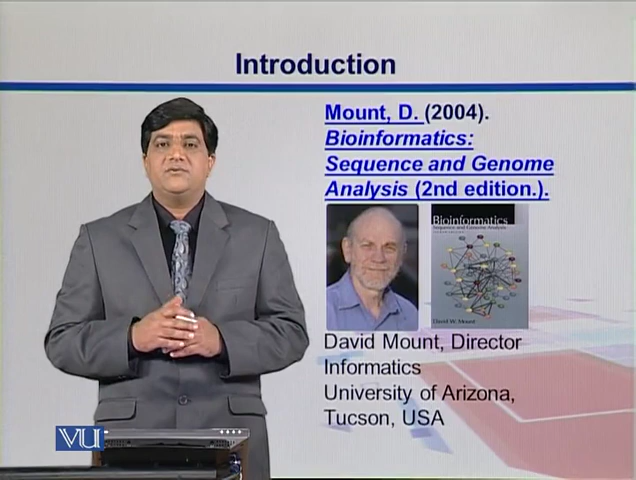 Introduction
Mount, D. (2004).
Bioinformatics:
Sequence and Genome
Analysis (2nd edition.).
Bioinformatics
Sequence and Genome Analysis
David W. Mount
David Mount, Director
Informatics
University of Arizona,
Tucson, USA
VU